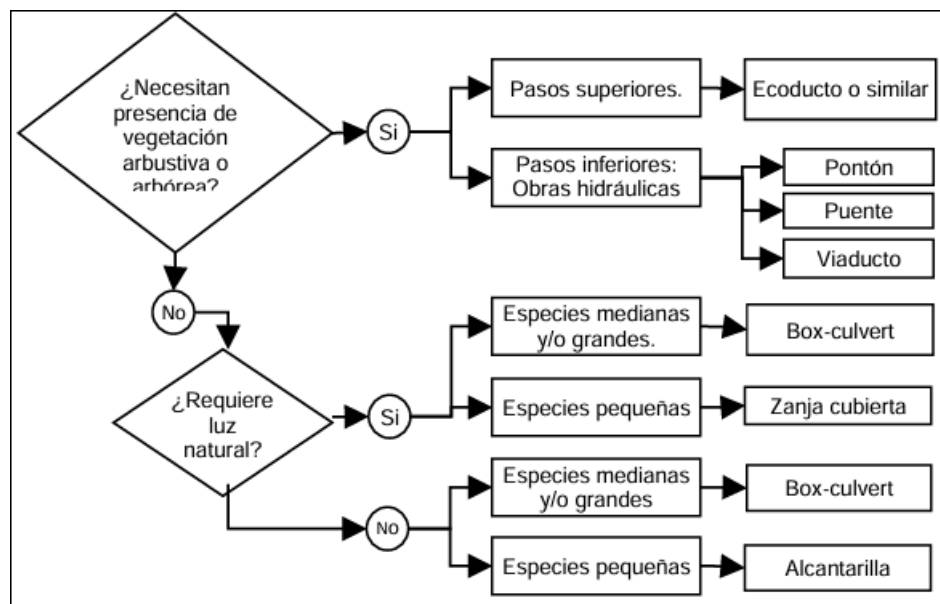 ¿Necesitan
presencia de
vegetación
arbustiva o
arbórea?
Si
Pasos superiores.
Ecoducto o similar
Pasos inferiores:
Obras hidráulicas
Pontón
Puente
Viaducto
No
¿Requiere
luz
natural?
Si
Especies medianas
y/o grandes.
Box-culvert
Especies pequeñas
Zanja cubierta
No
Especies medianas
y/o grandes
Box-culvert
Especies pequeñas
Alcantarilla